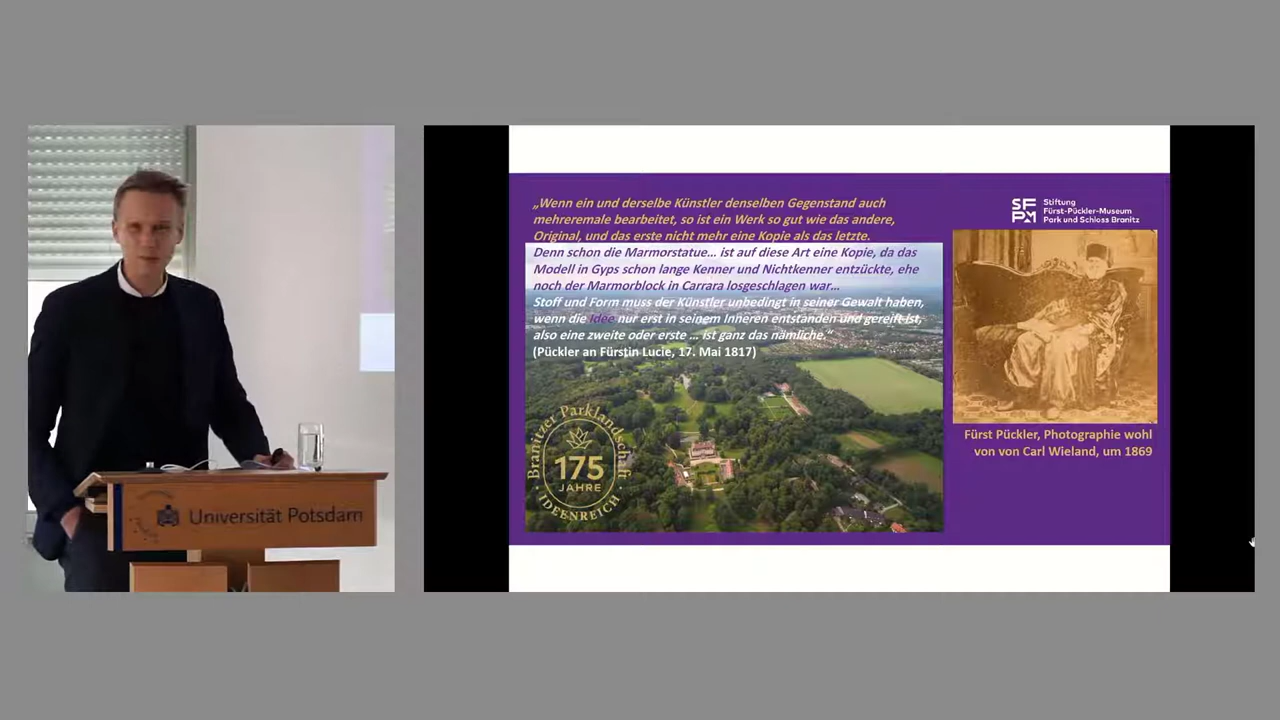 „Wenn ein und derselbe Künstler denselben Gegenstand auch
mehreremale bearbeitet, so ist ein Werk so gut wie das andere,
Original, und das erste nicht mehr eine Kopie als das letzte.
Denn schon die Marmorstatue... ist auf diese Art eine Kopie, da das
Modell in Gyps schon lange Kenner und Nichtkenner entzückte, ehe
noch der Marmorblock in Carrara losgeschlagen war...
Stoff und Form muss der Künstler unbedingt in seiner Gewalt haben,
wenn die Idee nur erst in seinem Inneren entstanden und gereift ist,
also eine zweite oder erste ... ist ganz das nämliche.“
(Pückler an Fürstin Lucie, 17. Mai 1817)
Branitzer Parklandschaft
175
JAHRE
· IDEENREICH ·
SF
PM
Stiftung
Fürst-Pückler-Museum
Park und Schloss Branitz
Fürst Pückler, Photographie wohl
von von Carl Wieland, um 1869
Universität Potsdam